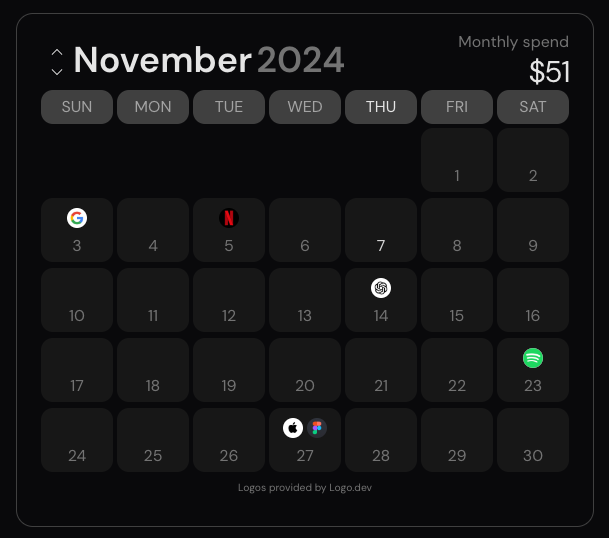 Monthly spend
November 2024
$51
SUN MON TUE WED THU FRI SAT
1 2
3 4 5 6 7 8 9
10 11 12 13 14 15 16
17 18 19 20 21 22 23
24 25 26 27 28 29 30
Logos provided by Logo.dev